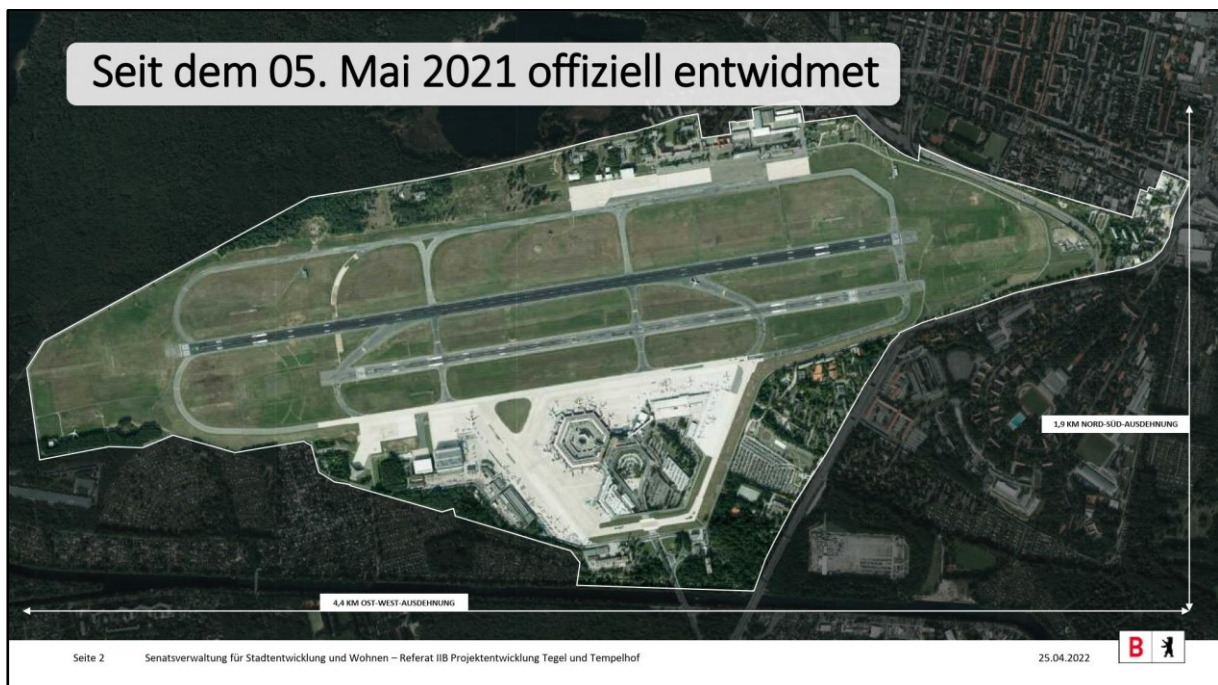 Seit dem 05. Mai 2021 offiziell entwidmet
1,9 KM NORD-SÜD-AUSDEHNUNG
4,4 KM OST-WEST-AUSDEHNUNG
Seite 2 Senatsverwaltung für Stadtentwicklung und Wohnen – Referat IIB Projektentwicklung Tegel und Tempelhof 25.04.2022 B